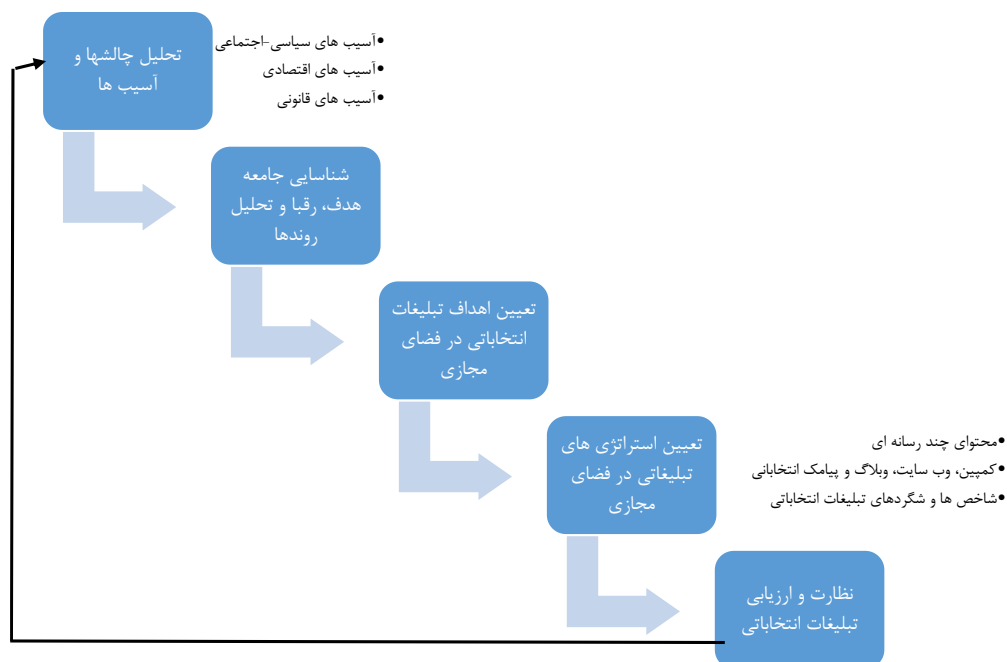 تحلیل چالشها و
آسیب ها
•آسیب های سیاسی-اجتماعی
•آسیب های اقتصادی
•آسیب های قانونی
شناسایی جامعه
هدف، رقبا و تحلیل
روندها
تعیین اهداف تبلیغات
انتخاباتی در فضای
مجازی
تعیین استراتژی های
تبلیغاتی در فضای
مجازی
•محتوای چند رسانه ای
•کمپین، وب سایت، وبلاگ و پیامک انتخاباتی
•شاخص ها و شگردهای تبلیغات انتخاباتی
نظارت و ارزیابی
تبلیغات انتخاباتی